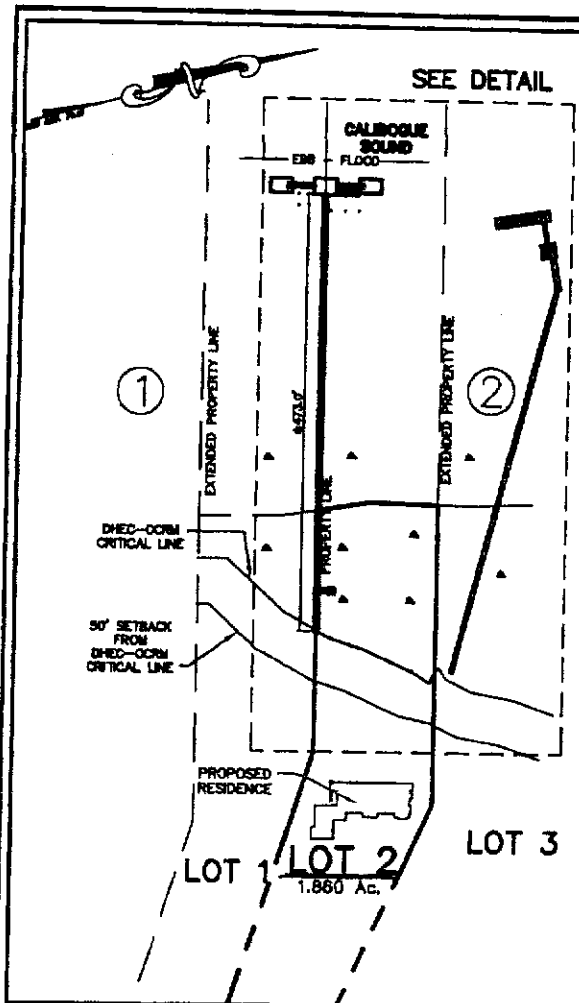 SEE DETAIL
CALIBOGUE
SOUND
EBB - FLOOD
EXTENDED PROPERTY LINE
1
2
EXTENDED PROPERTY LINE
PROPERTY LINE
DHEC-OCRM
CRITICAL LINE
50' SETBACK
FROM
DHEC-OCRM
CRITICAL LINE
PROPOSED
RESIDENCE
LOT 1
LOT 2
1.860 Ac.
LOT 3